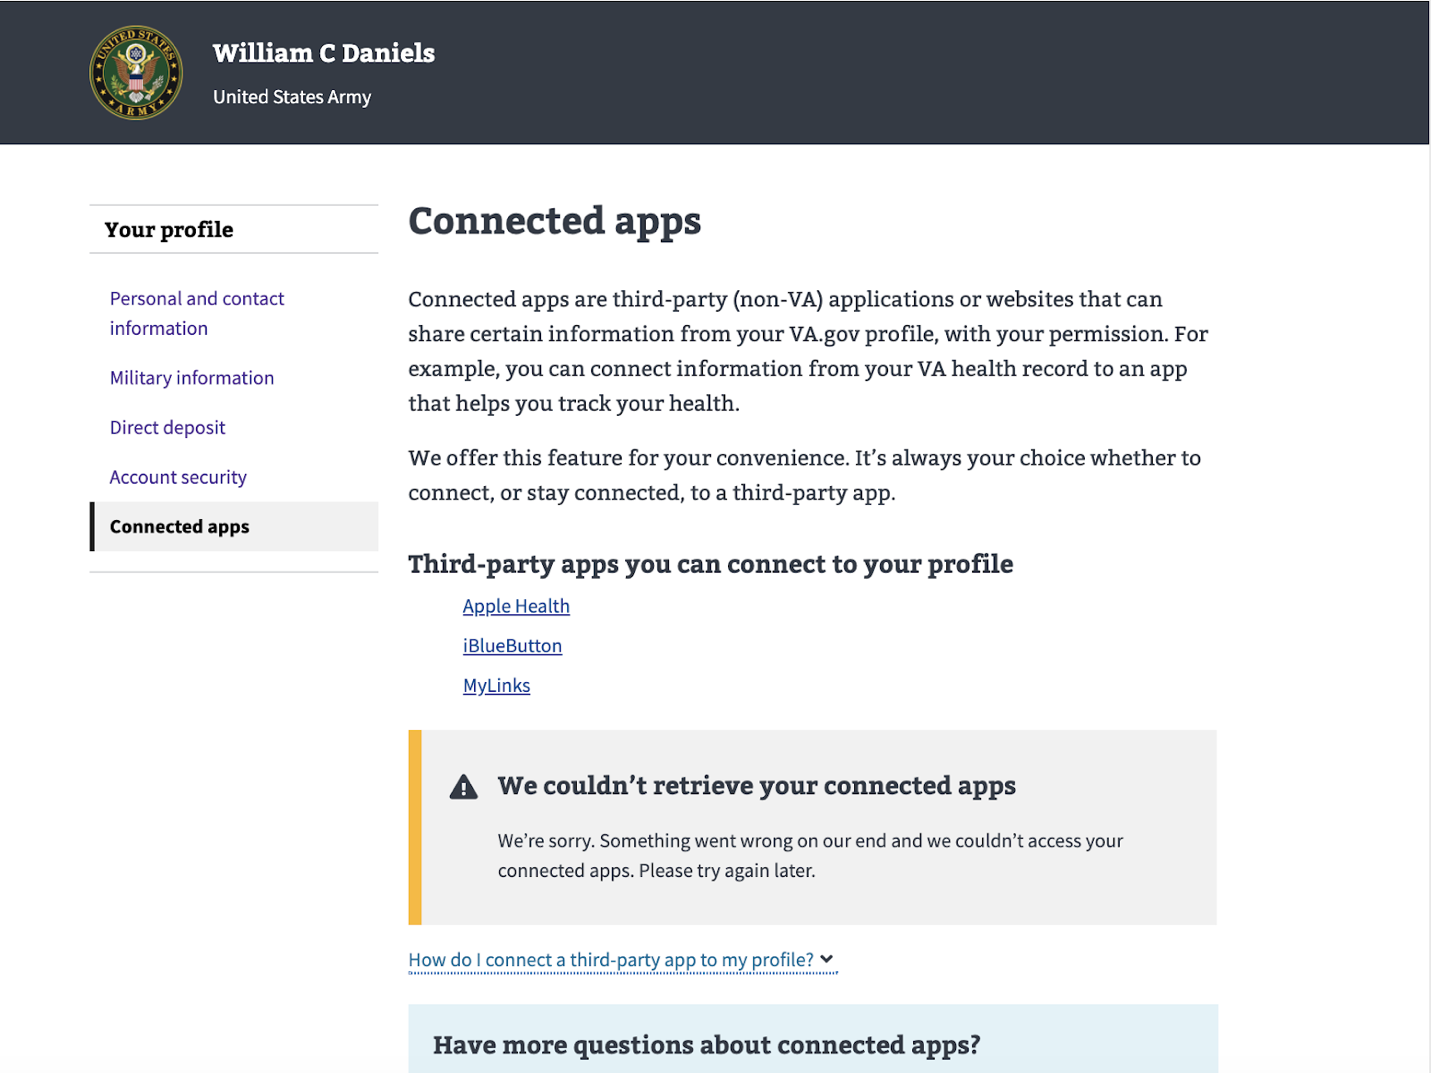 UNITED STATES
ARMY
William C Daniels
United States Army
Your profile
Personal and contact
information
Military information
Direct deposit
Account security
Connected apps
Connected apps
Connected apps are third-party (non-VA) applications or websites that can
share certain information from your VA.gov profile, with your permission. For
example, you can connect information from your VA health record to an app
that helps you track your health.
We offer this feature for your convenience. It’s always your choice whether to
connect, or stay connected, to a third-party app.
Third-party apps you can connect to your profile
Apple Health
iBlueButton
MyLinks
We couldn’t retrieve your connected apps
We’re sorry. Something went wrong on our end and we couldn’t access your
connected apps. Please try again later.
How do I connect a third-party app to my profile?
Have more questions about connected apps?